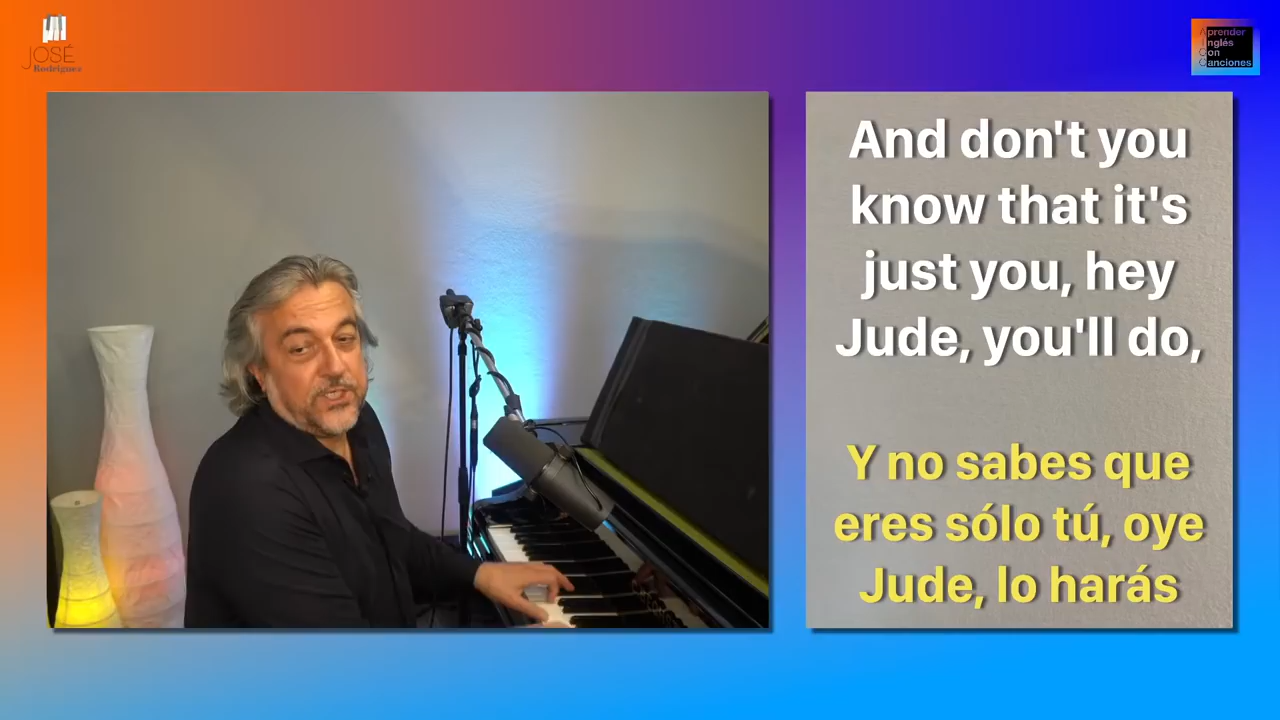 JOSÉ
Rodrigues
Aprender
Inglés
Con
Canciones
And don't you
know that it's
just you, hey
Jude, you'll do,
Y no sabes que
eres sólo tú, oye
Jude, lo harás